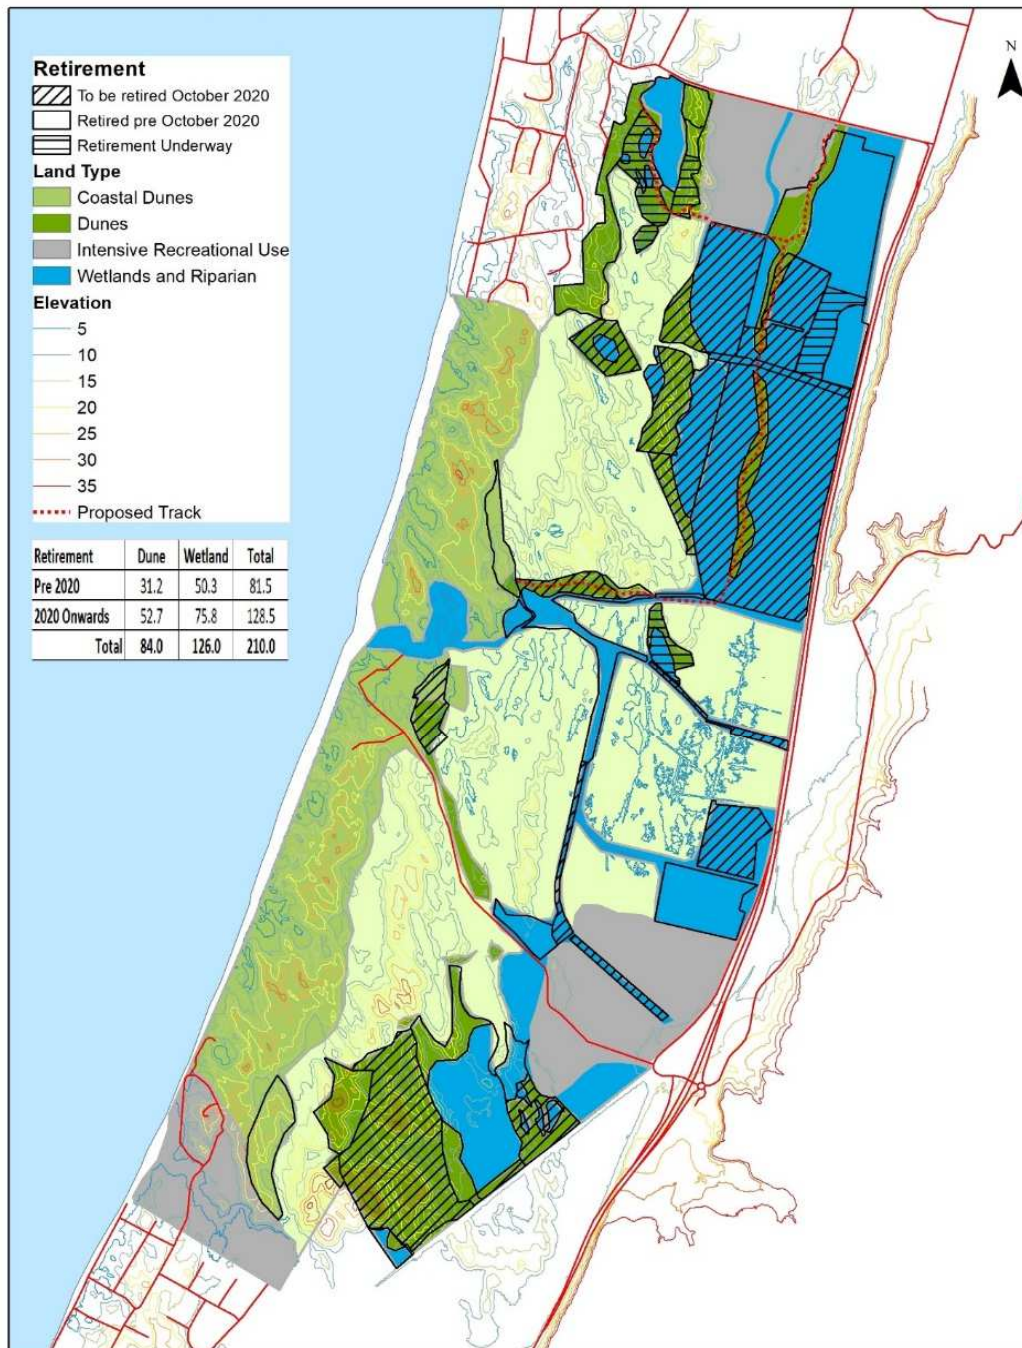 N
Retirement
To be retired October 2020
Retired pre October 2020
Retirement Underway
Land Type
Coastal Dunes
Dunes
Intensive Recreational Use
Wetlands and Riparian
Elevation
5
10
15
20
25
30
35
Proposed Track
Retirement Dune Wetland Total
Pre 2020 31.2 50.3 81.5
2020 Onwards 52.7 75.8 128.5
Total 84.0 126.0 210.0